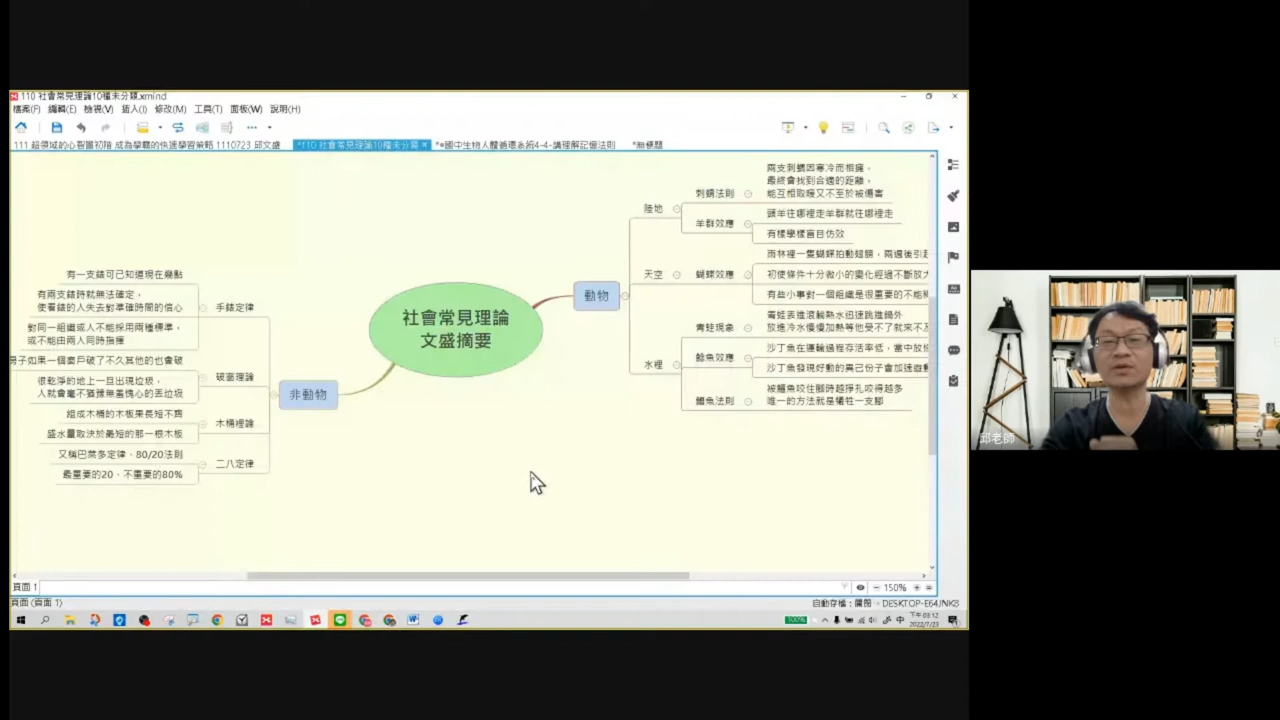 110 社會常見理論10種未分類.xmind
檔案(F) 編輯(E) 檢視(V) 插入(I) 修改(M) 工具(T) 面板(W) 說明(H)
111 超領域的心智圖初階 成為學霸的快速學習策略 1110723 邱文盛
*110 社會常見理論10種未分類
*國中生物人體循環系統4-4-講理解記憶法則
*無標題
社會常見理論
文盛摘要
動物
陸地
刺蝟法則
兩支刺蝟因寒冷而相擁，
最終會找到合適的距離，
能互相取暖又不至於被傷害
羊群效應
頭羊往哪裡走羊群就往哪裡走
有樣學樣盲目仿效
天空
蝴蝶效應
雨林裡一隻蝴蝶拍動翅膀，兩週後引起
初使條件十分微小的變化經過不斷放大
有些小事對一個組織是很重要的不能
水裡
青蛙現象
青蛙丟進滾輪熱水迅速跳離鍋外
放進冷水慢慢加熱等他受不了就來不及
鯰魚效應
沙丁魚在運輸過程存活率低，當中放
沙丁魚發現好動的異己份子會加速遊動
鱷魚法則
被鱷魚咬住腳時越掙扎咬得越多
唯一的方法就是犧牲一支腳
非動物
手錶定律
有一支錶可已知道現在幾點
有兩支錶時就無法確定，
使看錶的人失去對準確時間的信心
對同一組織或人不能採用兩種標準，
或不能由兩人同時指揮
破窗理論
房子如果一個窗戶破了不久其他的也會破
很乾淨的地上一旦出現垃圾，
人就會毫不猶豫無羞愧心的丟垃圾
木桶裡論
組成木桶的木板果長短不齊
盛水量取決於最短的那一根木板
二八定律
又稱巴萊多定律、80/20法則
最重要的20、不重要的80%
頁面 1
150%
頁面 (頁面 1)
自動存檔：關閉
DESKTOP-E64JNK8
100%
中
下午 03:12
2022/7/23
邱老師